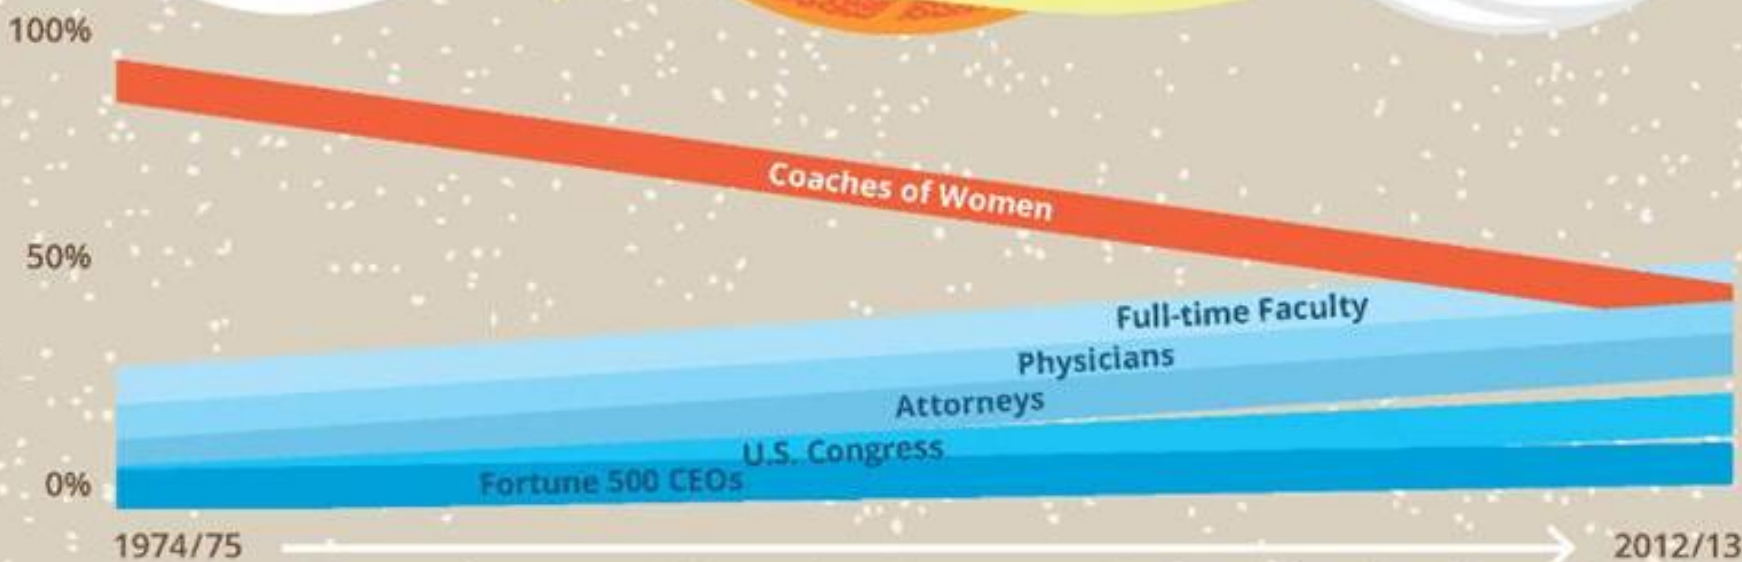 100%
Coaches of Women
50%
Full-time Faculty
Physicians
Attorneys
U.S. Congress
Fortune 500 CEOs
0%
1974/75
2012/13